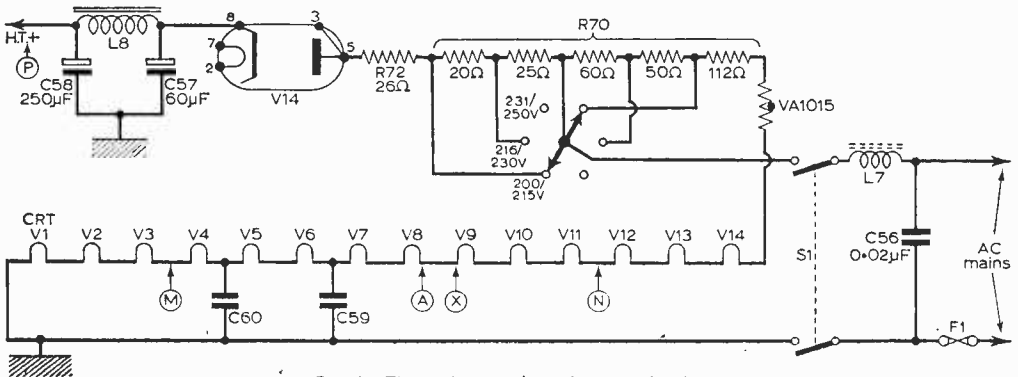 8
3
R70
H.T.+
L8
7
2
5
P
R72
26Ω
20Ω
25Ω
60Ω
50Ω
112Ω
C58
250μF
C57
60μF
V14
VA1015
231/
250V
216/
230V
200/
215V
L7
CRT
V1
V2
V3
V4
V5
V6
V7
V8
V9
V10
V11
V12
V13
V14
S1
C56
0·02μF
AC
mains
M
C60
C59
A
X
N
F1